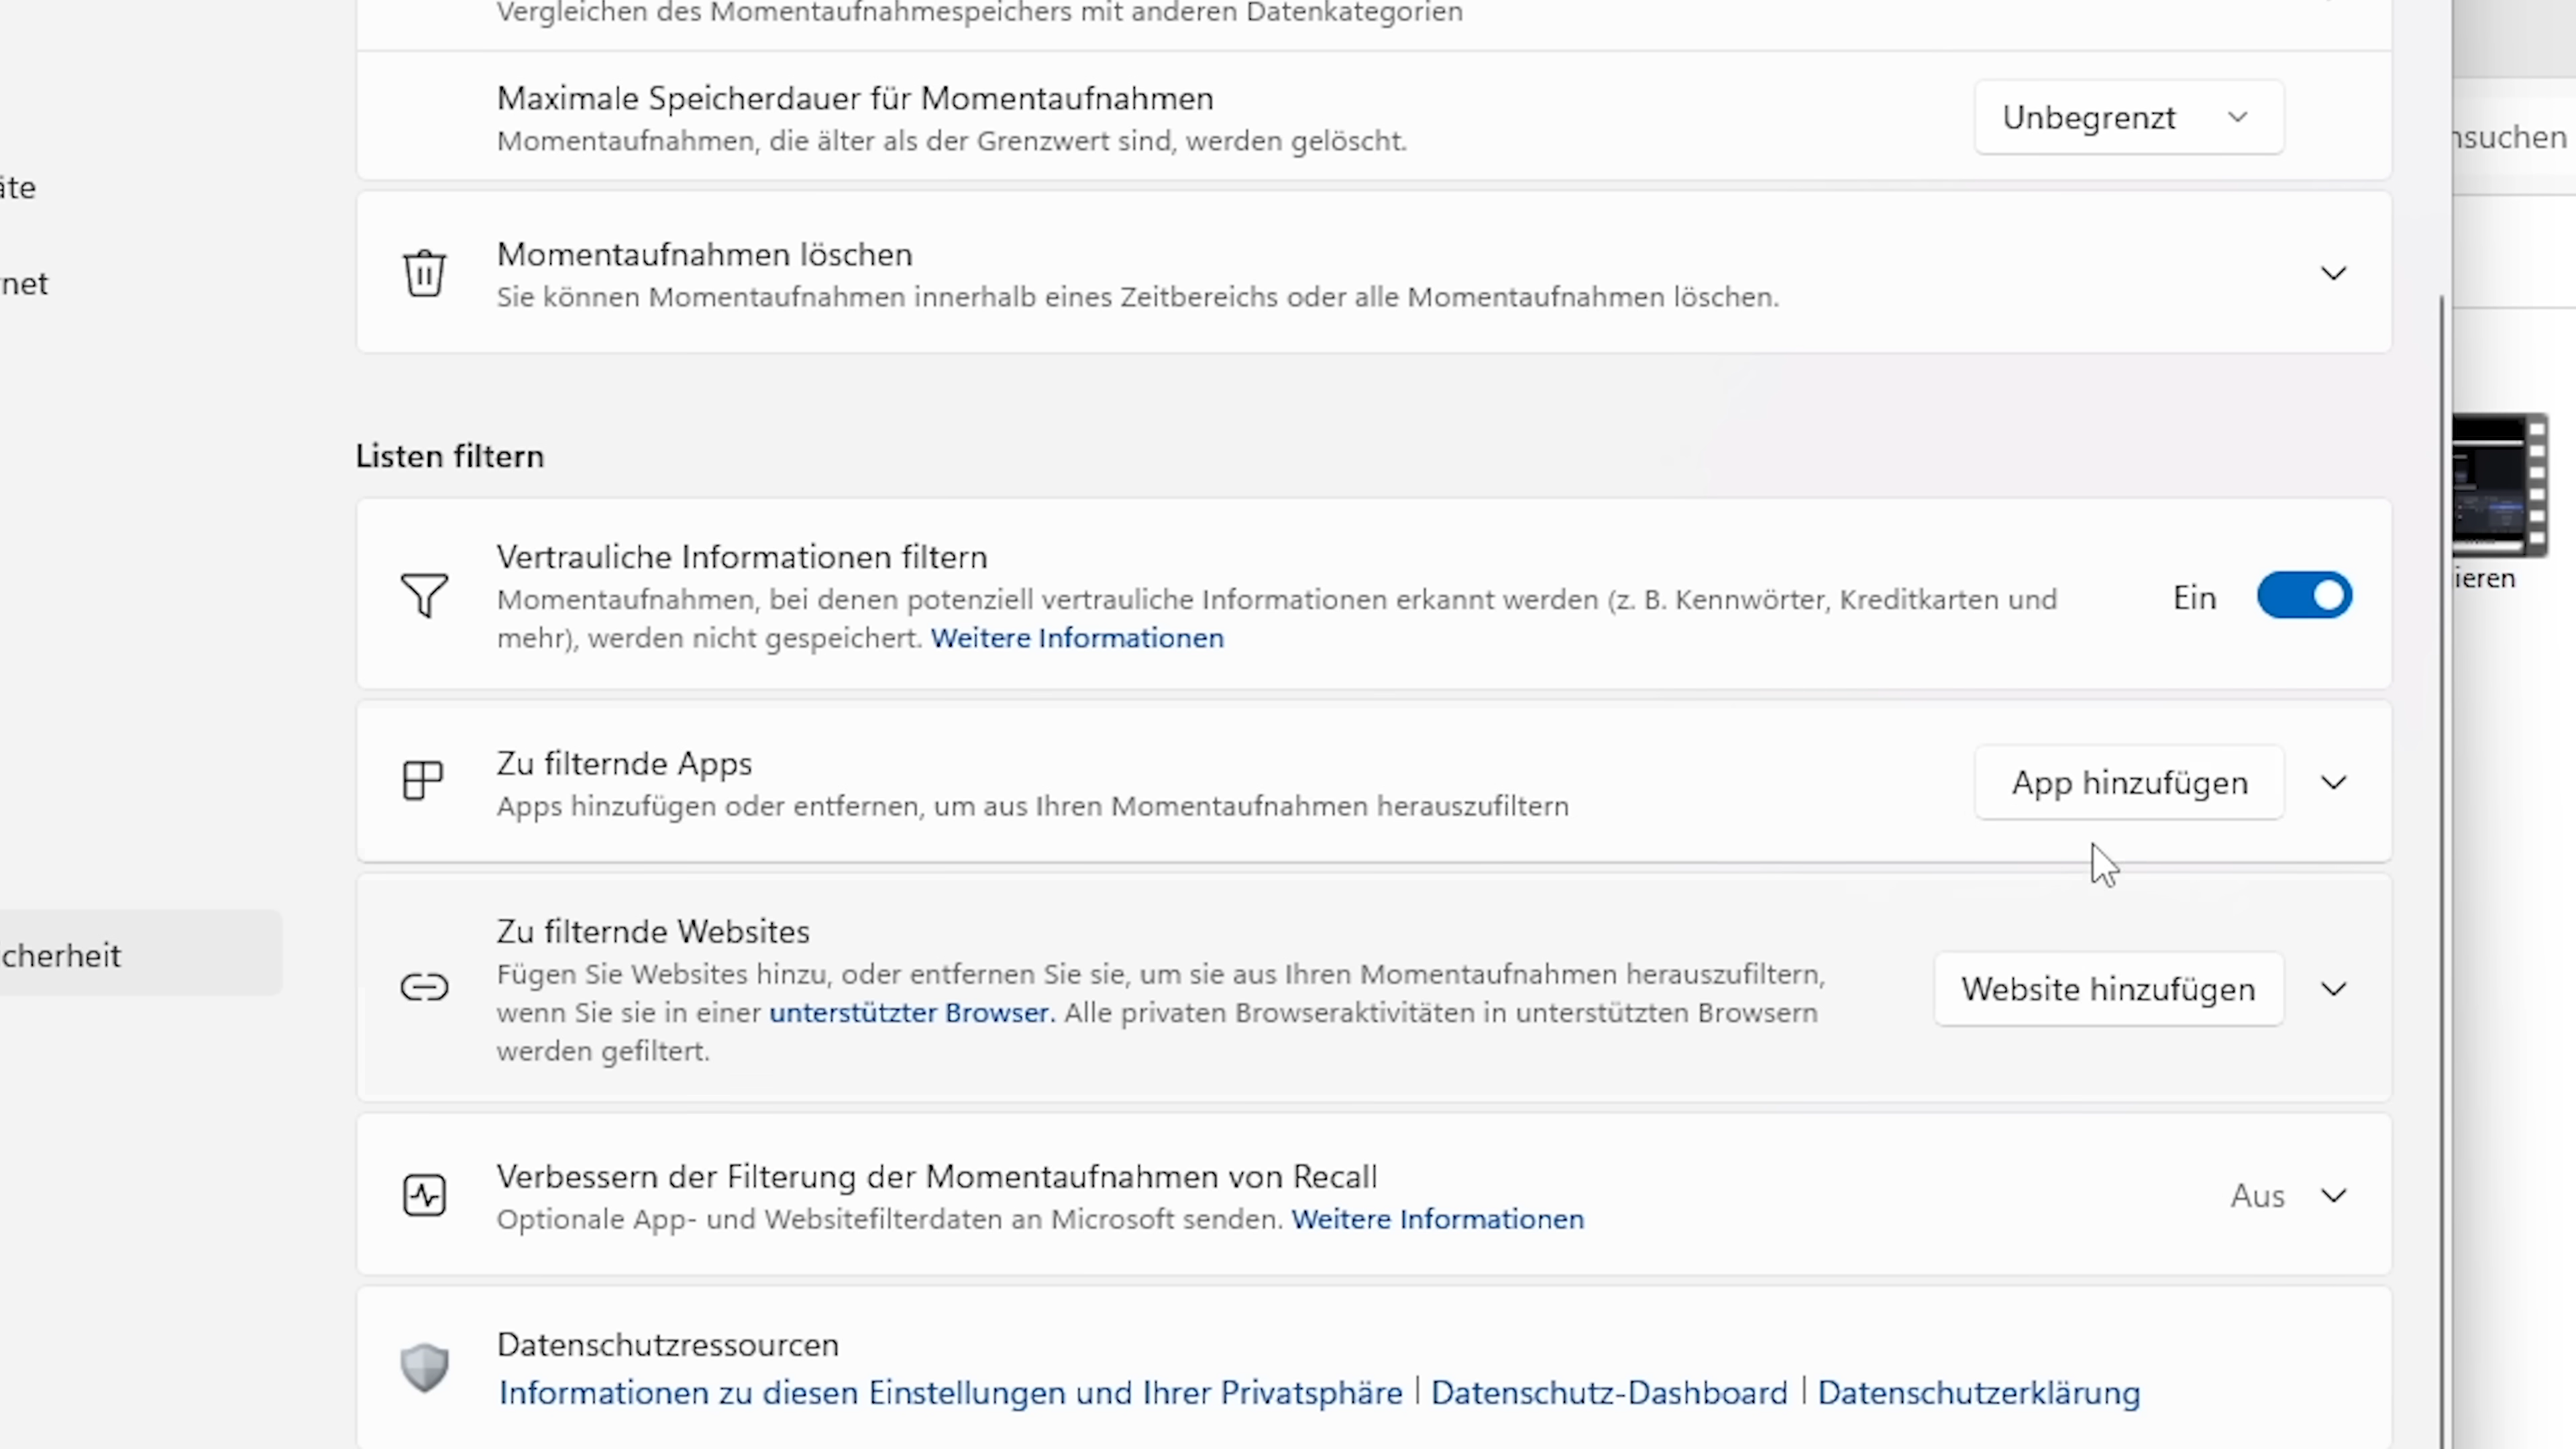 Vergleichen des Momentaufnahmespeichers mit anderen Datenkategorien
Maximale Speicherdauer für Momentaufnahmen
Momentaufnahmen, die älter als der Grenzwert sind, werden gelöscht.
Unbegrenzt
nsuchen
äte
Momentaufnahmen löschen
Sie können Momentaufnahmen innerhalb eines Zeitbereichs oder alle Momentaufnahmen löschen.
rnet
Listen filtern
Vertrauliche Informationen filtern
Momentaufnahmen, bei denen potenziell vertrauliche Informationen erkannt werden (z. B. Kennwörter, Kreditkarten und
mehr), werden nicht gespeichert. Weitere Informationen
Ein
ieren
Zu filternde Apps
Apps hinzufügen oder entfernen, um aus Ihren Momentaufnahmen herauszufiltern
App hinzufügen
Zu filternde Websites
Fügen Sie Websites hinzu, oder entfernen Sie sie, um sie aus Ihren Momentaufnahmen herauszufiltern,
wenn Sie sie in einer unterstützter Browser. Alle privaten Browseraktivitäten in unterstützten Browsern
werden gefiltert.
Website hinzufügen
cherheit
Verbessern der Filterung der Momentaufnahmen von Recall
Optionale App- und Websitefilterdaten an Microsoft senden. Weitere Informationen
Aus
Datenschutzressourcen
Informationen zu diesen Einstellungen und Ihrer Privatsphäre | Datenschutz-Dashboard | Datenschutzerklärung